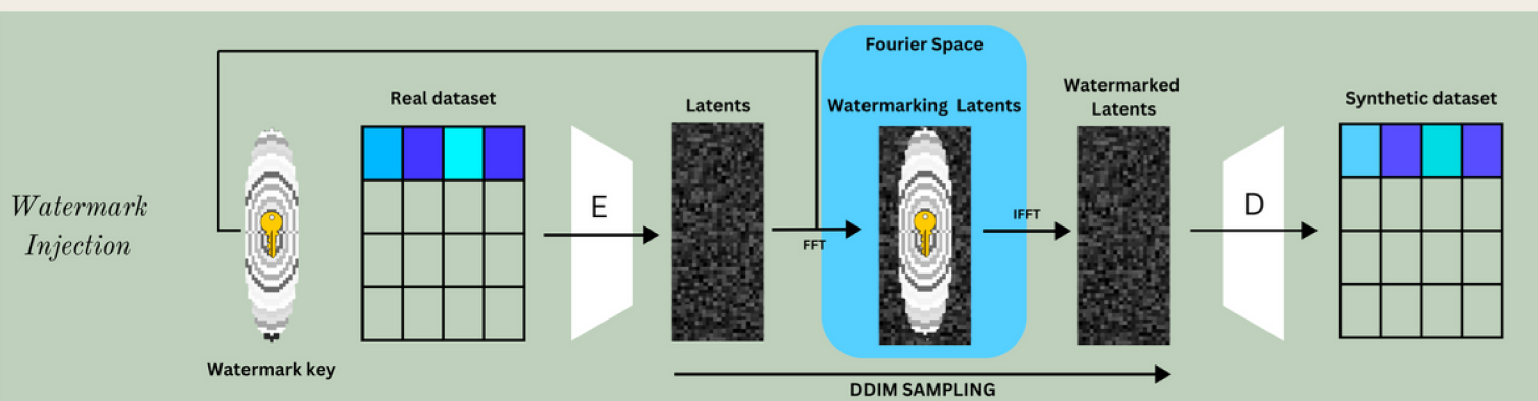 Watermark
Injection
Watermark key
Real dataset
E
Latents
FFT
Fourier Space
Watermarking Latents
IFFT
Watermarked
Latents
DDIM SAMPLING
D
Synthetic dataset